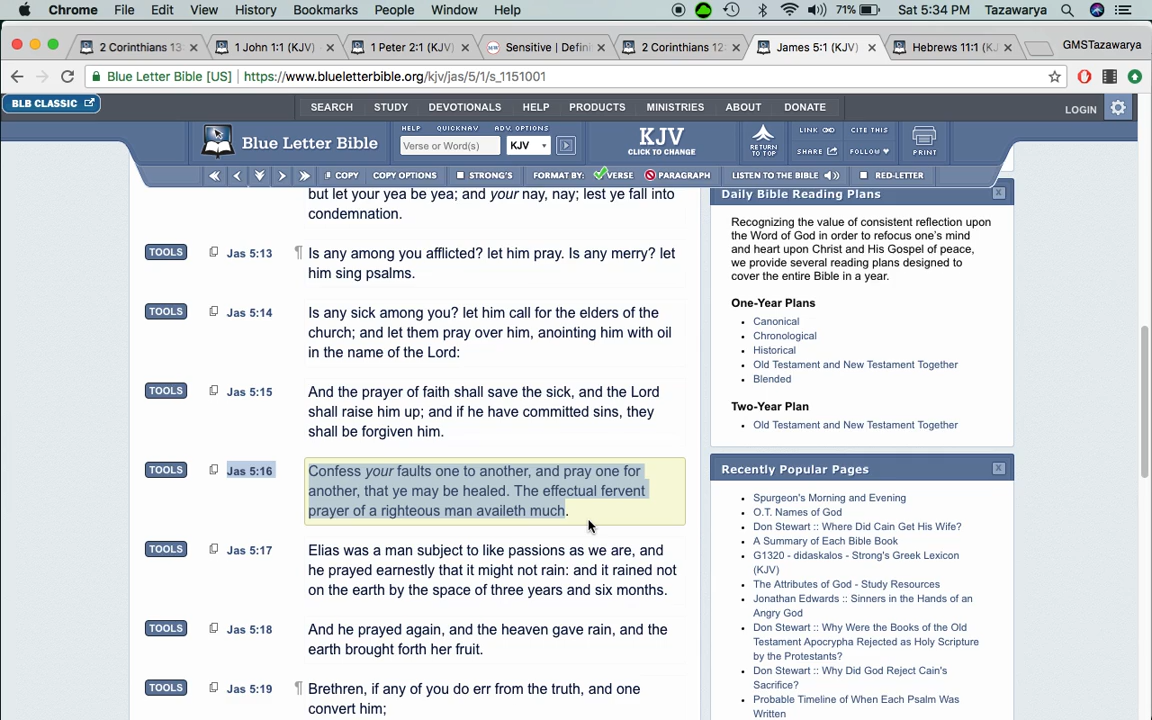 Chrome File Edit View History Bookmarks People Window Help 71% Sat 5:34 PM Tazawarya
2 Corinthians 13: 1 John 1:1 (KJV) 1 Peter 2:1 (KJV) Sensitive | Defini 2 Corinthians 12: James 5:1 (KJV) Hebrews 11:1 (KJ GMSTazawarya
Blue Letter Bible [US] https://www.blueletterbible.org/kjv/jas/5/1/s_1151001
BLB CLASSIC
SEARCH STUDY DEVOTIONALS HELP PRODUCTS MINISTRIES ABOUT DONATE LOGIN
Blue Letter Bible
HELP QUICKNAV ADV. OPTIONS
Verse or Word(s) KJV
KJV
CLICK TO CHANGE
RETURN
TO TOP
LINK CITE THIS
SHARE FOLLOW
PRINT
COPY COPY OPTIONS STRONG'S FORMAT BY: VERSE PARAGRAPH LISTEN TO THE BIBLE RED-LETTER
but let your yea be yea; and your nay, nay; lest ye fall into
condemnation.
TOOLS Jas 5:13 ¶ Is any among you afflicted? let him pray. Is any merry? let
him sing psalms.
TOOLS Jas 5:14 Is any sick among you? let him call for the elders of the
church; and let them pray over him, anointing him with oil
in the name of the Lord:
TOOLS Jas 5:15 And the prayer of faith shall save the sick, and the Lord
shall raise him up; and if he have committed sins, they
shall be forgiven him.
TOOLS Jas 5:16 Confess your faults one to another, and pray one for
another, that ye may be healed. The effectual fervent
prayer of a righteous man availeth much.
TOOLS Jas 5:17 Elias was a man subject to like passions as we are, and
he prayed earnestly that it might not rain: and it rained not
on the earth by the space of three years and six months.
TOOLS Jas 5:18 And he prayed again, and the heaven gave rain, and the
earth brought forth her fruit.
TOOLS Jas 5:19 ¶ Brethren, if any of you do err from the truth, and one
convert him;
Daily Bible Reading Plans
Recognizing the value of consistent reflection upon
the Word of God in order to refocus one's mind
and heart upon Christ and His Gospel of peace,
we provide several reading plans designed to
cover the entire Bible in a year.
One-Year Plans
Canonical
Chronological
Historical
Old Testament and New Testament Together
Blended
Two-Year Plan
Old Testament and New Testament Together
Recently Popular Pages
Spurgeon's Morning and Evening
O.T. Names of God
Don Stewart :: Where Did Cain Get His Wife?
A Summary of Each Bible Book
G1320 - didaskalos - Strong's Greek Lexicon
(KJV)
The Attributes of God - Study Resources
Jonathan Edwards :: Sinners in the Hands of an
Angry God
Don Stewart :: Why Were the Books of the Old
Testament Apocrypha Rejected as Holy Scripture
by the Protestants?
Don Stewart :: Why Did God Reject Cain's
Sacrifice?
Probable Timeline of When Each Psalm Was
Written